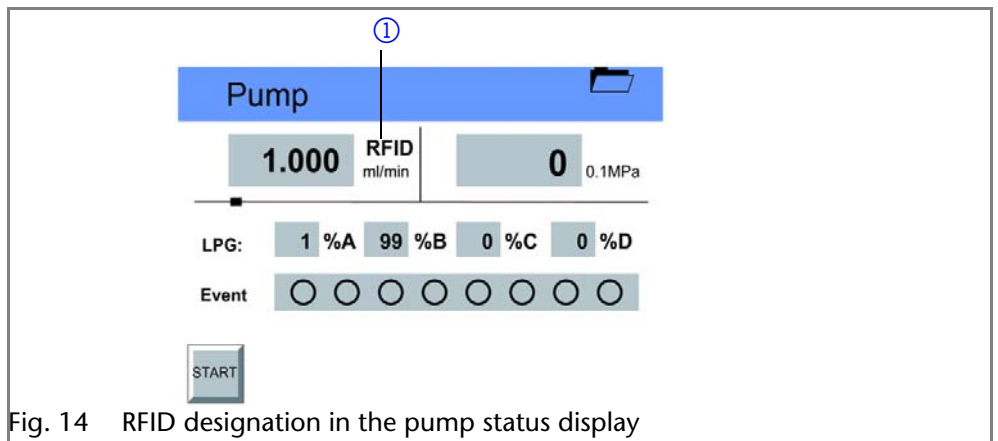 ①
Pump
1.000 RFID ml/min 0 0.1MPa
LPG: 1 %A 99 %B 0 %C 0 %D
Event
START
Fig. 14 RFID designation in the pump status display